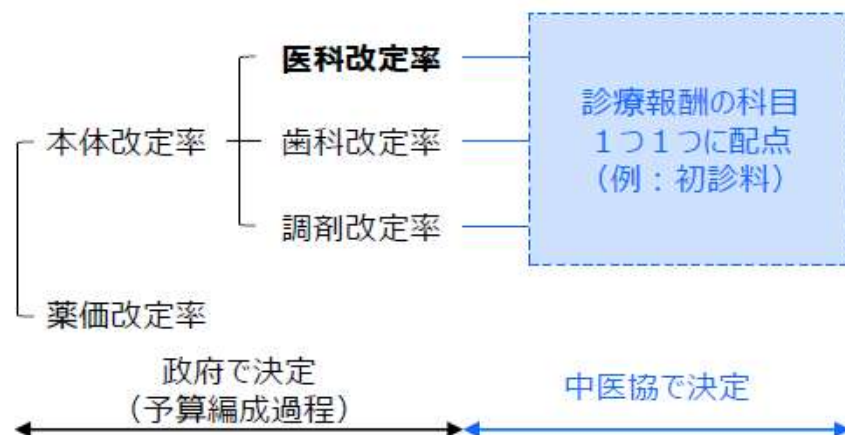 医科改定率
本体改定率
歯科改定率
調剤改定率
薬価改定率
診療報酬の科目
1つ1つに配点
（例：初診料）
政府で決定
（予算編成過程）
中医協で決定